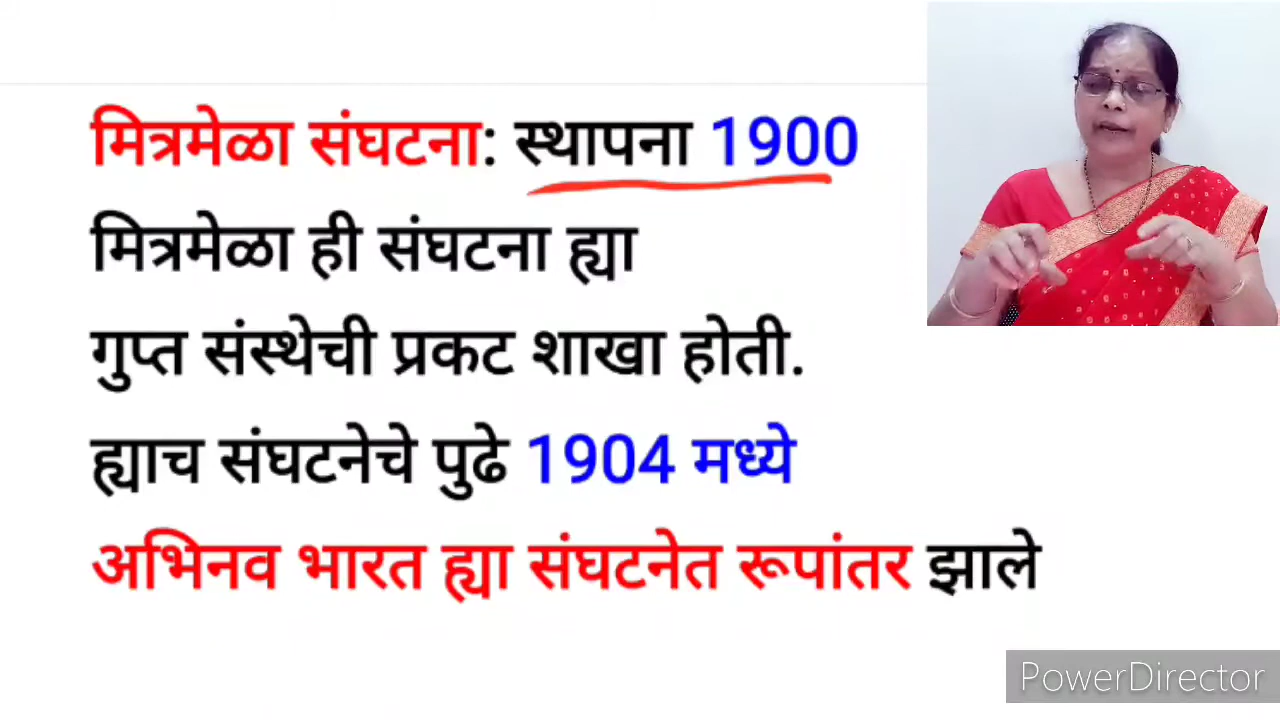 मित्रमेळा संघटना: स्थापना 1900
मित्रमेळा ही संघटना ह्या
गुप्त संस्थेची प्रकट शाखा होती.
ह्याच संघटनेचे पुढे 1904 मध्ये
अभिनव भारत ह्या संघटनेत रूपांतर झाले
PowerDirector